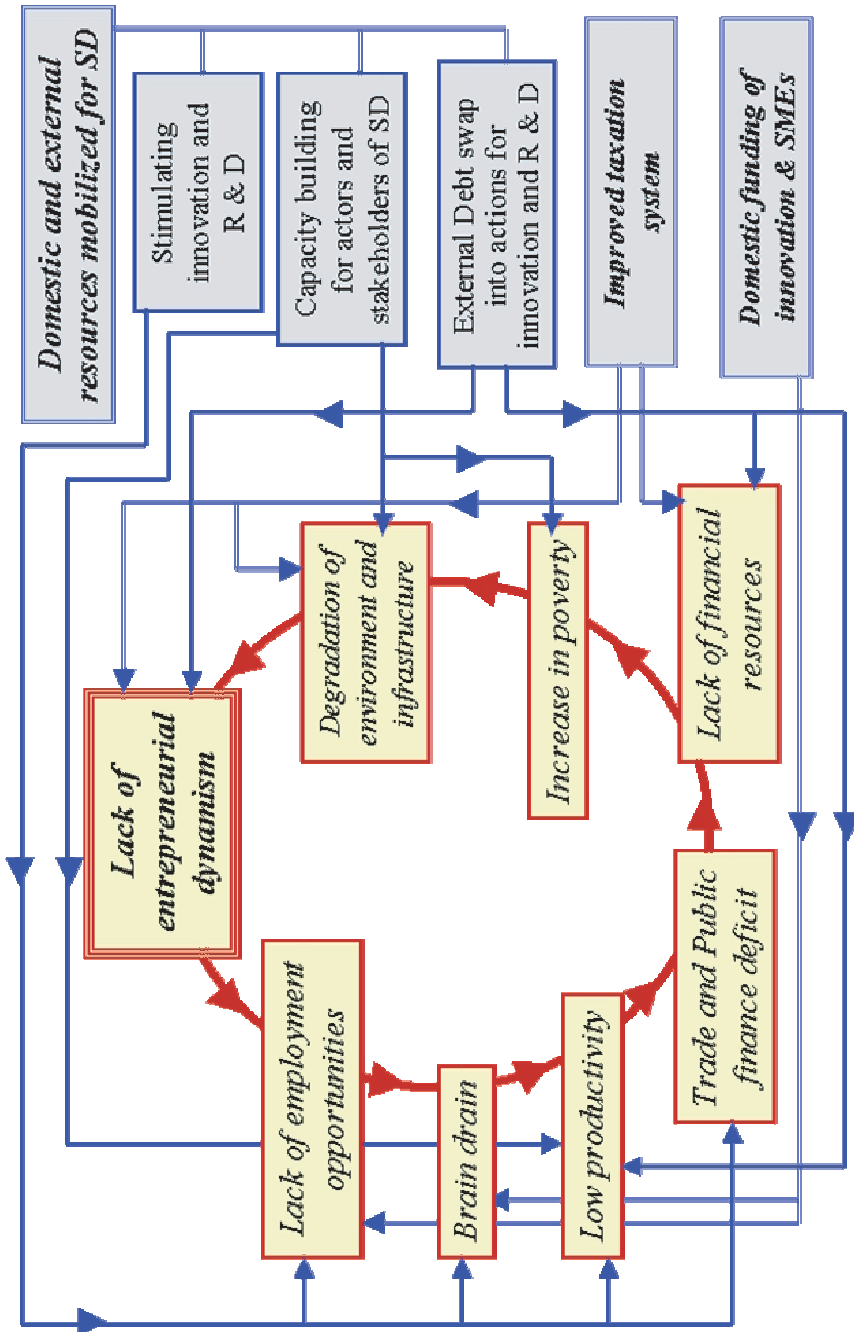 Domestic and external
resources mobilized for SD
Stimulating
innovation and
R & D
Capacity building
for actors and
stakeholders of SD
External Debt swap
into actions for
innovation and R & D
Improved taxation
system
Domestic funding of
innovation & SMEs
Lack of
entrepreneurial
dynamism
Degradation of
environment and
infrastructure
Increase in poverty
Lack of financial
resources
Lack of employment
opportunities
Brain drain
Low productivity
Trade and Public
finance deficit